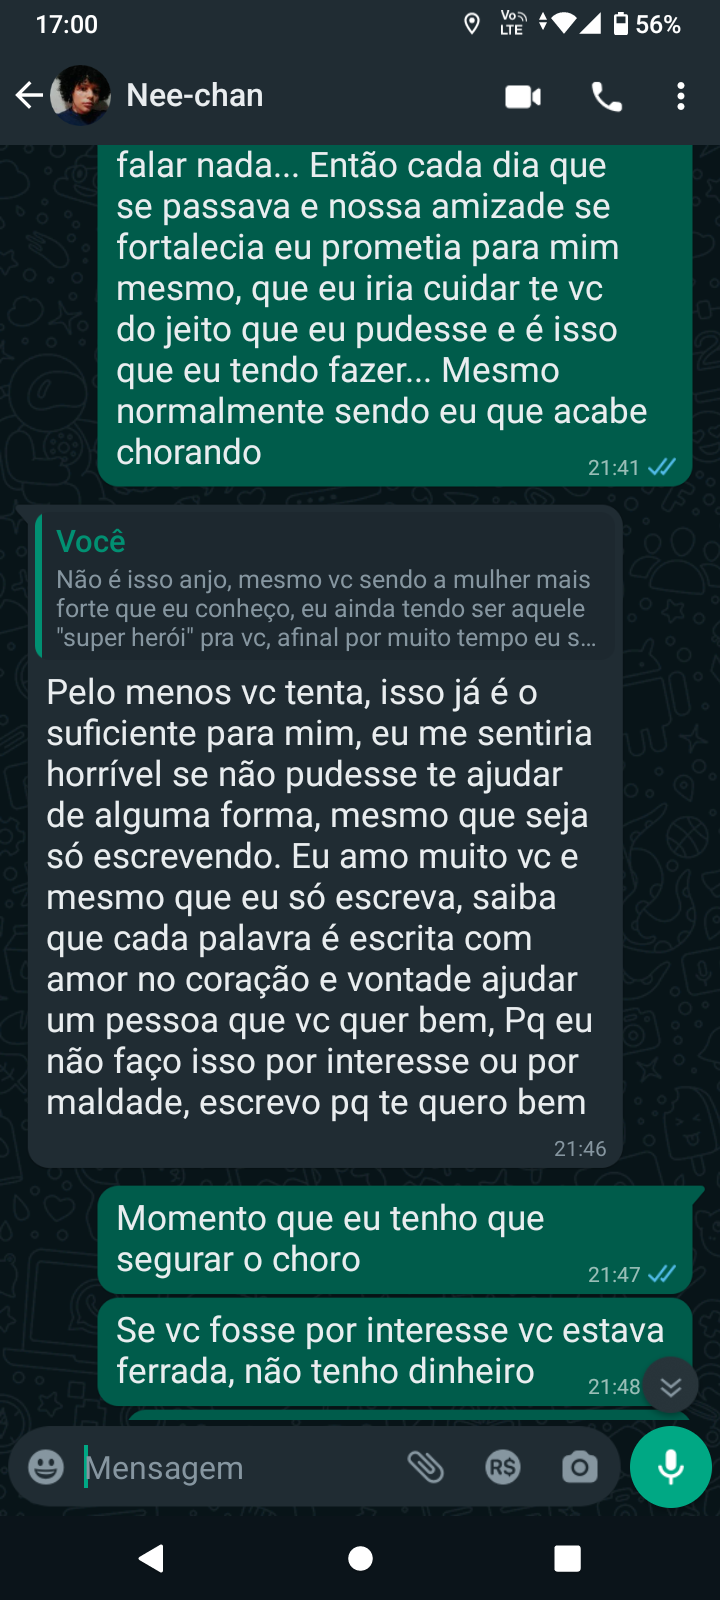 17:00
Vo LTE
56%
Nee-chan
falar nada... Então cada dia que
se passava e nossa amizade se
fortalecia eu prometia para mim
mesmo, que eu iria cuidar te vc
do jeito que eu pudesse e é isso
que eu tendo fazer... Mesmo
normalmente sendo eu que acabe
chorando
21:41
Você
Não é isso anjo, mesmo vc sendo a mulher mais
forte que eu conheço, eu ainda tendo ser aquele
"super herói" pra vc, afinal por muito tempo eu s...
Pelo menos vc tenta, isso já é o
suficiente para mim, eu me sentiria
horrível se não pudesse te ajudar
de alguma forma, mesmo que seja
só escrevendo. Eu amo muito vc e
mesmo que eu só escreva, saiba
que cada palavra é escrita com
amor no coração e vontade ajudar
um pessoa que vc quer bem, Pq eu
não faço isso por interesse ou por
maldade, escrevo pq te quero bem
21:46
Momento que eu tenho que
segurar o choro
21:47
Se vc fosse por interesse vc estava
ferrada, não tenho dinheiro
21:48
Mensagem
R$